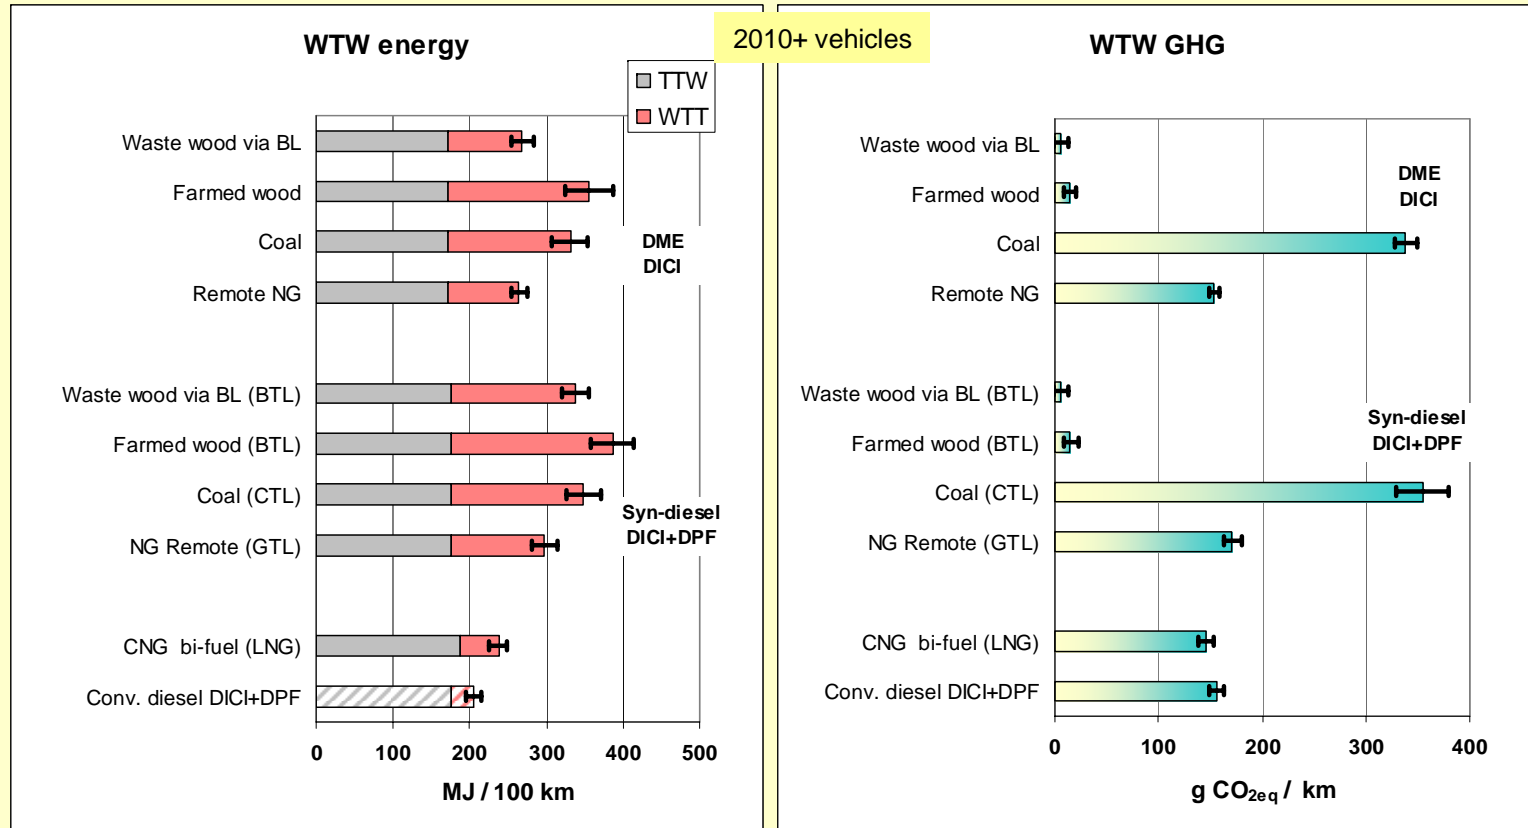 2010+ vehicles
WTW energy
TTW
WTT
Waste wood via BL
Farmed wood
Coal
Remote NG
DME
DICI
Waste wood via BL (BTL)
Farmed wood (BTL)
Coal (CTL)
NG Remote (GTL)
Syn-diesel
DICI+DPF
CNG bi-fuel (LNG)
Conv. diesel DICI+DPF
0 100 200 300 400 500
MJ / 100 km
WTW GHG
Waste wood via BL
Farmed wood
Coal
Remote NG
DME
DICI
Waste wood via BL (BTL)
Farmed wood (BTL)
Coal (CTL)
NG Remote (GTL)
Syn-diesel
DICI+DPF
CNG bi-fuel (LNG)
Conv. diesel DICI+DPF
0 100 200 300 400
g CO2eq / km